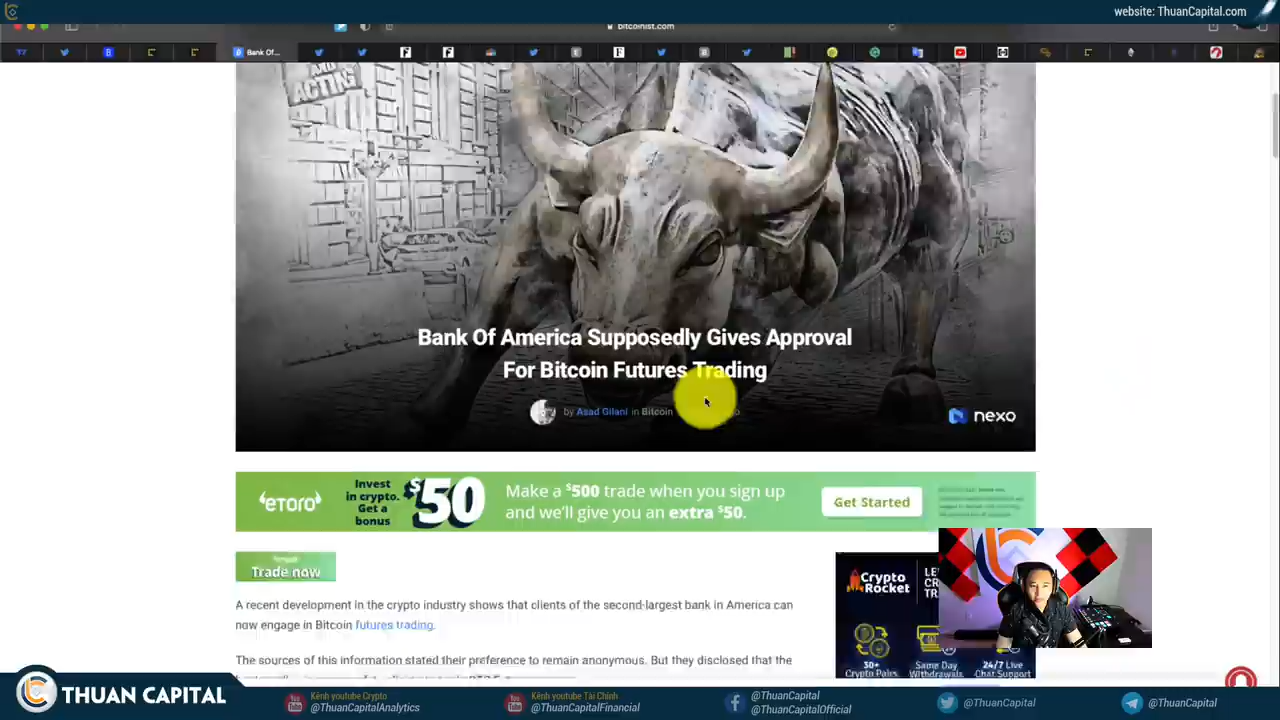 website: ThuanCapital.com
bitcoinist.com
Bank Of...
AND
ACTING
Bank Of America Supposedly Gives Approval
For Bitcoin Futures Trading
by Asad Gilani in Bitcoin
nexo
eToro
Invest
in crypto.
Get a
bonus
$50
Make a $500 trade when you sign up
and we'll give you an extra $50.
Get Started
Trade now
A recent development in the crypto industry shows that clients of the second-largest bank in America can
now engage in Bitcoin futures trading.
The sources of this information stated their preference to remain anonymous. But they disclosed that the
Crypto
Rocket
30+
Crypto Pairs
Same Day
Withdrawals
24/7 Live
Chat Support
THUAN CAPITAL
Kênh youtube Crypto
@ThuanCapitalAnalytics
Kênh youtube Tài Chính
@ThuanCapitalFinancial
@ThuanCapital
@ThuanCapitalOfficial
@ThuanCapital
@ThuanCapital